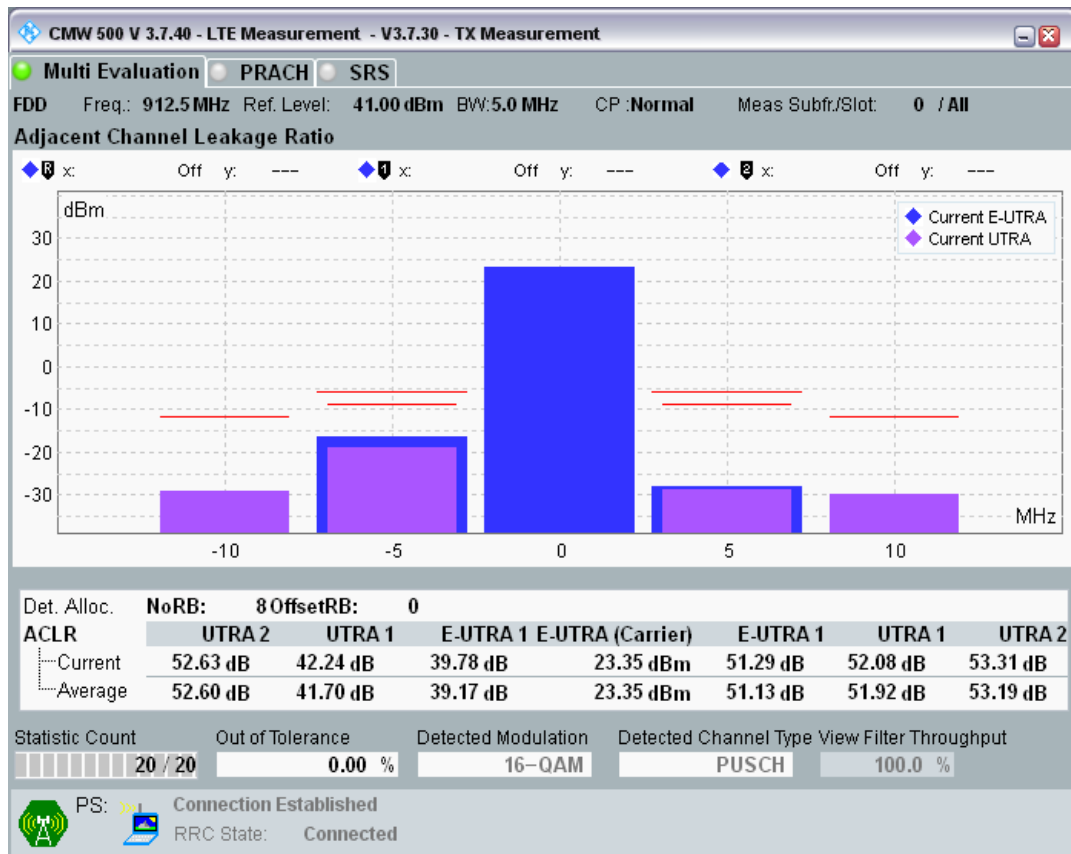 CMW 500 V 3.7.40 - LTE Measurement - V3.7.30 - TX Measurement
Multi Evaluation PRACH SRS
FDD Freq.: 912.5 MHz Ref. Level: 41.00 dBm BW: 5.0 MHz CP :Normal Meas Subfr./Slot: 0 / All
Adjacent Channel Leakage Ratio
R x: Off y: --- 1 x: Off y: --- 2 x: Off y: ---
dBm
Current E-UTRA
Current UTRA
30
20
10
0
-10
-20
-30
MHz
-10 -5 0 5 10
Det. Alloc. NoRB: 8 OffsetRB: 0
ACLR UTRA 2 UTRA 1 E-UTRA 1 E-UTRA (Carrier) E-UTRA 1 UTRA 1 UTRA 2
Current 52.63 dB 42.24 dB 39.78 dB 23.35 dBm 51.29 dB 52.08 dB 53.31 dB
Average 52.60 dB 41.70 dB 39.17 dB 23.35 dBm 51.13 dB 51.92 dB 53.19 dB
Statistic Count Out of Tolerance Detected Modulation Detected Channel Type View Filter Throughput
20 / 20 0.00 % 16-QAM PUSCH 100.0 %
PS: Connection Established
RRC State: Connected